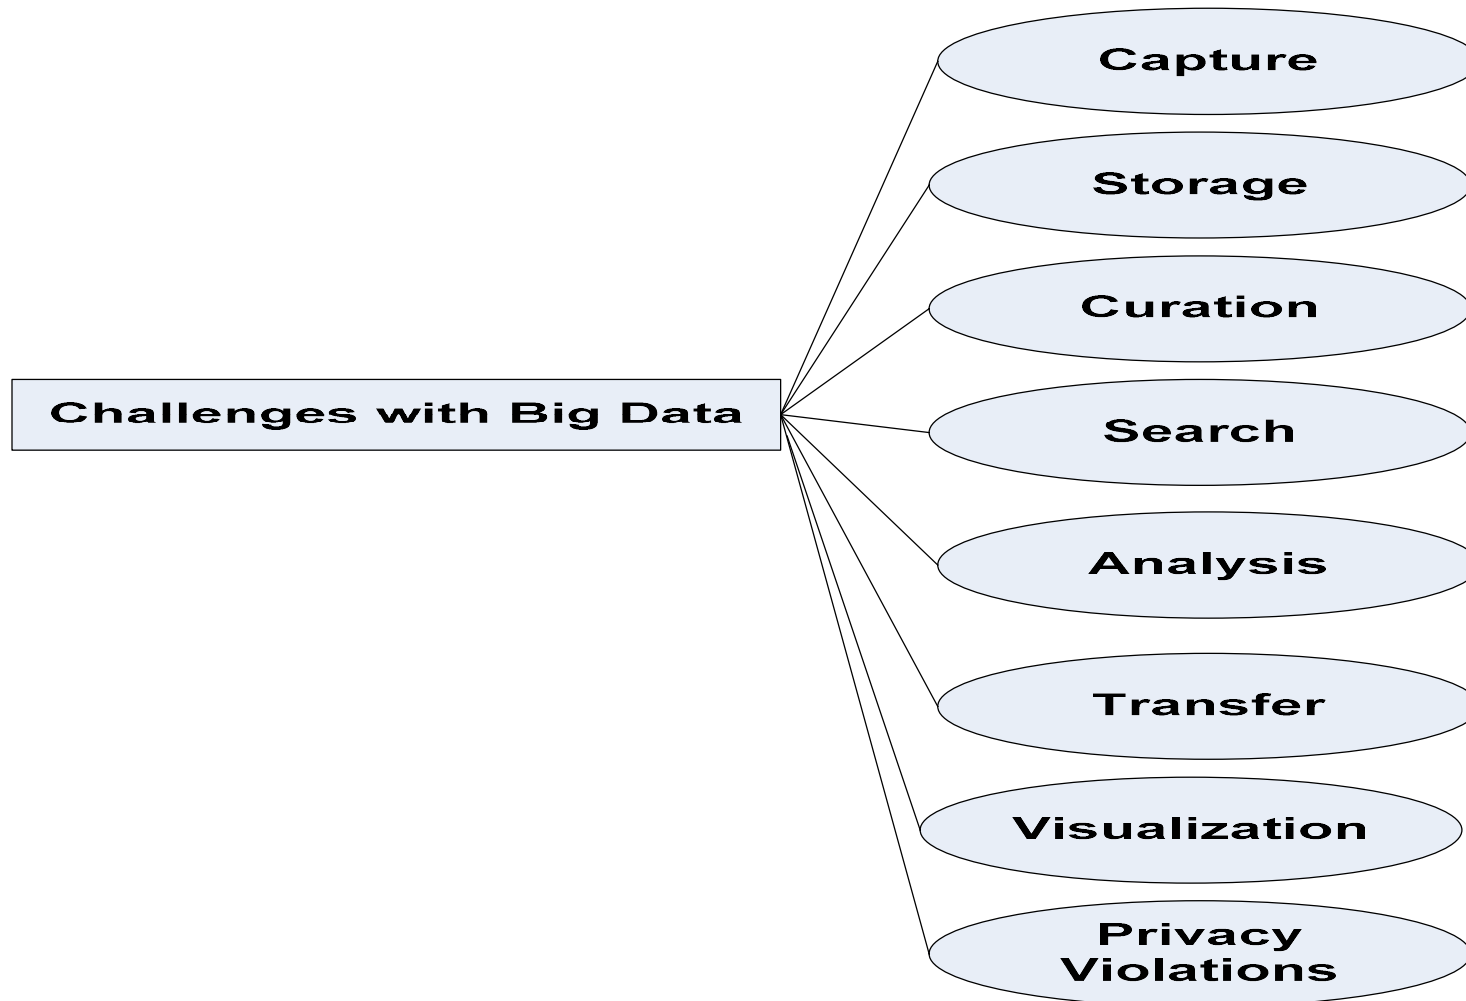 Capture
Storage
Curation
Challenges with Big Data
Search
Analysis
Transfer
Visualization
Privacy
Violations